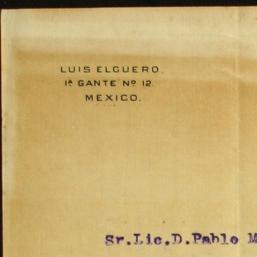 LUIS ELGUERO.
1ª GANTE Nº 12.
MEXICO.
Sr.Lic.D.Pablo